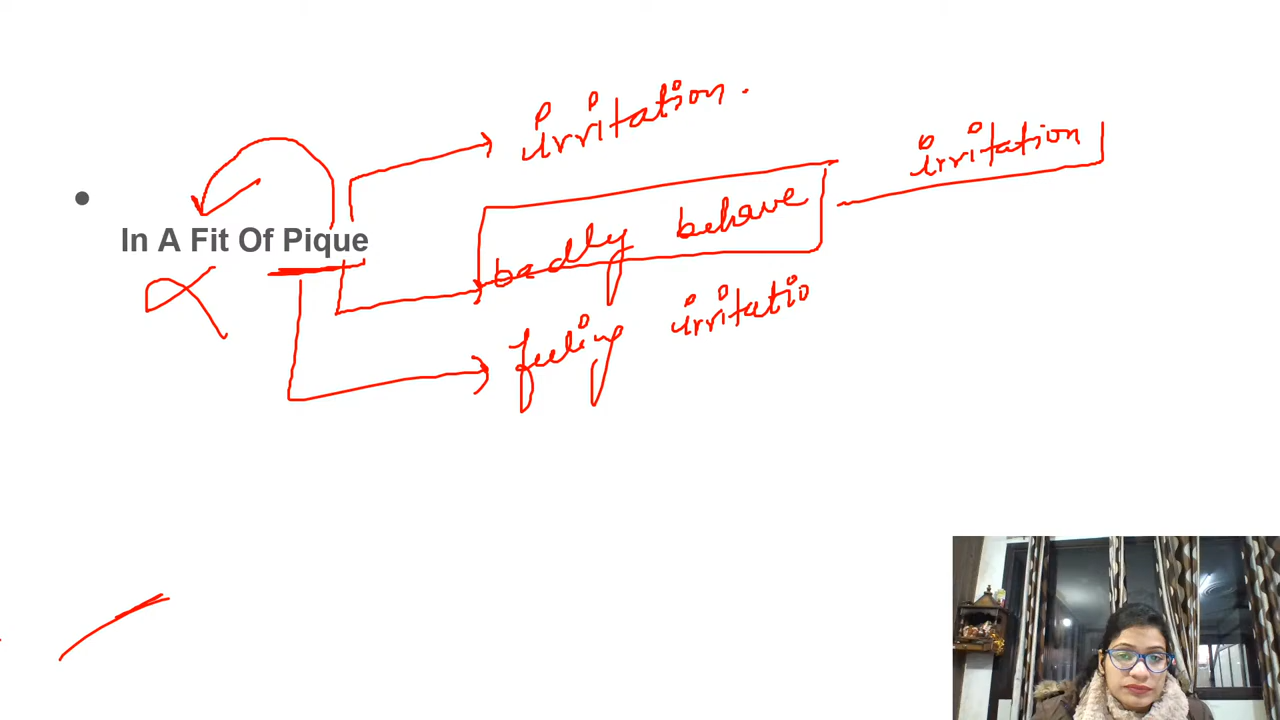 irritation.
irritation
badly behave
In A Fit Of Pique
feeling irritatio